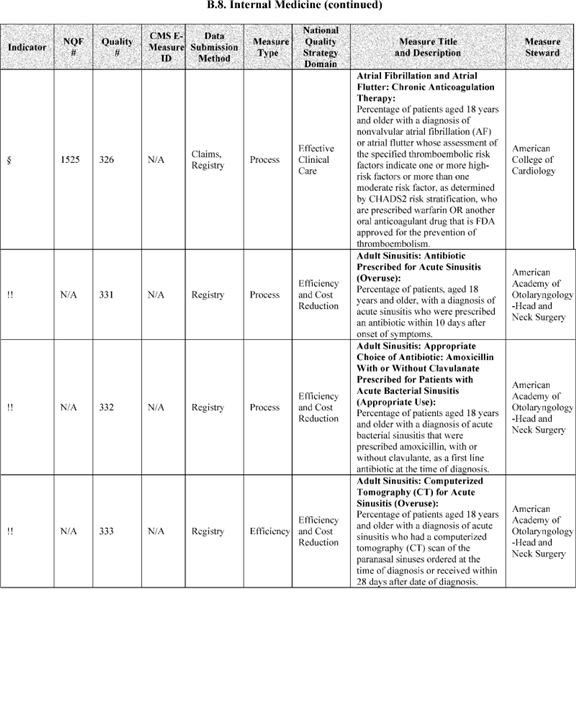 B.8. Internal Medicine (continued)
Indicator
NQF
#
Quality
#
CMS E-
Measure
ID
Data
Submission
Method
Measure
Type
National
Quality
Strategy
Domain
Measure Title
and Description
Measure
Steward
§
1525
326
N/A
Claims,
Registry
Process
Effective
Clinical
Care
Atrial Fibrillation and Atrial
Flutter: Chronic Anticoagulation
Therapy:
Percentage of patients aged 18 years
and older with a diagnosis of
nonvalvular atrial fibrillation (AF)
or atrial flutter whose assessment of
the specified thromboembolic risk
factors indicate one or more high-
risk factors or more than one
moderate risk factor, as determined
by CHADS2 risk stratification, who
are prescribed warfarin OR another
oral anticoagulant drug that is FDA
approved for the prevention of
thromboembolism.
American
College of
Cardiology
!!
N/A
331
N/A
Registry
Process
Efficiency
and Cost
Reduction
Adult Sinusitis: Antibiotic
Prescribed for Acute Sinusitis
(Overuse):
Percentage of patients, aged 18
years and older, with a diagnosis of
acute sinusitis who were prescribed
an antibiotic within 10 days after
onset of symptoms.
American
Academy of
Otolaryngology
-Head and
Neck Surgery
!!
N/A
332
N/A
Registry
Process
Efficiency
and Cost
Reduction
Adult Sinusitis: Appropriate
Choice of Antibiotic: Amoxicillin
With or Without Clavulanate
Prescribed for Patients with
Acute Bacterial Sinusitis
(Appropriate Use):
Percentage of patients aged 18 years
and older with a diagnosis of acute
bacterial sinusitis that were
prescribed amoxicillin, with or
without clavulante, as a first line
antibiotic at the time of diagnosis.
American
Academy of
Otolaryngology
-Head and
Neck Surgery
!!
N/A
333
N/A
Registry
Efficiency
Efficiency
and Cost
Reduction
Adult Sinusitis: Computerized
Tomography (CT) for Acute
Sinusitis (Overuse):
Percentage of patients aged 18 years
and older with a diagnosis of acute
sinusitis who had a computerized
tomography (CT) scan of the
paranasal sinuses ordered at the
time of diagnosis or received within
28 days after date of diagnosis.
American
Academy of
Otolaryngology
-Head and
Neck Surgery